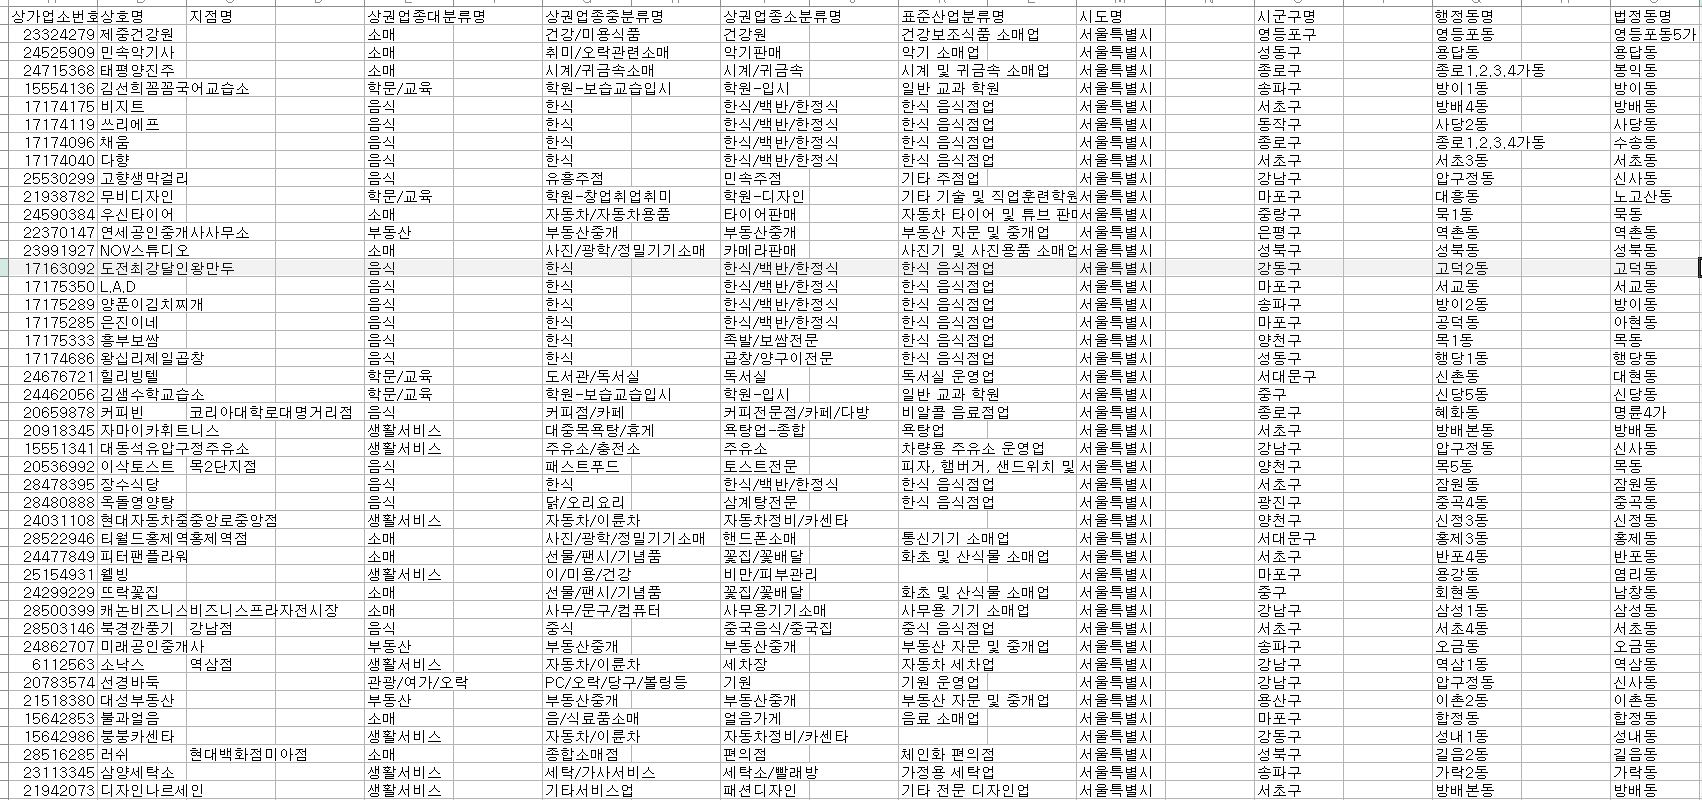 상가업소번호 상호명 지점명 상권업종대분류명 상권업종중분류명 상권업종소분류명 표준산업분류명 시도명 시군구명 행정동명 법정동명
23324279 제중건강원 소매 건강/미용식품 건강원 건강보조식품 소매업 서울특별시 영등포구 영등포동 영등포동5가
24525909 민속악기사 소매 취미/오락관련소매 악기판매 악기 소매업 서울특별시 성동구 용답동 용답동
24715368 태평양진주 소매 시계/귀금속소매 시계/귀금속 시계 및 귀금속 소매업 서울특별시 종로구 종로1,2,3,4가동 봉익동
15554136 김선희꼼꼼국어교습소 학문/교육 학원-보습교습입시 학원-입시 일반 교과 학원 서울특별시 송파구 방이1동 방이동
17174175 비지트 음식 한식 한식/백반/한정식 한식 음식점업 서울특별시 서초구 방배4동 방배동
17174119 쓰리에프 음식 한식 한식/백반/한정식 한식 음식점업 서울특별시 동작구 사당2동 사당동
17174096 채움 음식 한식 한식/백반/한정식 한식 음식점업 서울특별시 종로구 종로1,2,3,4가동 수송동
17174040 다향 음식 한식 한식/백반/한정식 한식 음식점업 서울특별시 서초구 서초3동 서초동
25530299 고향생막걸리 음식 유흥주점 민속주점 기타 주점업 서울특별시 강남구 압구정동 신사동
21938782 무비디자인 학문/교육 학원-창업취업취미 학원-디자인 기타 기술 및 직업훈련학원 서울특별시 마포구 대흥동 노고산동
24590384 우신타이어 소매 자동차/자동차용품 타이어판매 자동차 타이어 및 튜브 판매 서울특별시 중랑구 묵1동 묵동
22370147 연세공인중개사사무소 부동산 부동산중개 부동산중개 부동산 자문 및 중개업 서울특별시 은평구 역촌동 역촌동
23991927 NOV스튜디오 소매 사진/광학/정밀기기소매 카메라판매 사진기 및 사진용품 소매업 서울특별시 성북구 성북동 성북동
17163092 도전최강달인왕만두 음식 한식 한식/백반/한정식 한식 음식점업 서울특별시 강동구 고덕2동 고덕동
17175350 L,A,D 음식 한식 한식/백반/한정식 한식 음식점업 서울특별시 마포구 서교동 서교동
17175289 양푼이김치찌개 음식 한식 한식/백반/한정식 한식 음식점업 서울특별시 송파구 방이2동 방이동
17175285 은진이네 음식 한식 한식/백반/한정식 한식 음식점업 서울특별시 마포구 공덕동 아현동
17175333 흥부보쌈 음식 한식 족발/보쌈전문 한식 음식점업 서울특별시 양천구 목1동 목동
17174686 왕십리제일곱창 음식 한식 곱창/양구이전문 한식 음식점업 서울특별시 성동구 행당1동 행당동
24676721 힐리빙텔 학문/교육 도서관/독서실 독서실 독서실 운영업 서울특별시 서대문구 신촌동 대현동
24462056 김샘수학교습소 학문/교육 학원-보습교습입시 학원-입시 일반 교과 학원 서울특별시 중구 신당5동 신당동
20659878 커피빈 코리아대학로대명거리점 음식 커피점/카페 커피전문점/카페/다방 비알콜 음료점업 서울특별시 종로구 혜화동 명륜4가
20918345 자마이카휘트니스 생활서비스 대중목욕탕/휴게 욕탕업-종합 욕탕업 서울특별시 서초구 방배본동 방배동
15551341 대동석유압구정주유소 생활서비스 주유소/충전소 주유소 차량용 주유소 운영업 서울특별시 강남구 압구정동 신사동
20536992 이삭토스트 목2단지점 음식 패스트푸드 토스트전문 피자, 햄버거, 샌드위치 및 서울특별시 양천구 목5동 목동
28478395 장수식당 음식 한식 한식/백반/한정식 한식 음식점업 서울특별시 서초구 잠원동 잠원동
28480888 옥돌영양탕 음식 닭/오리요리 삼계탕전문 한식 음식점업 서울특별시 광진구 중곡4동 중곡동
24031108 현대자동차중중앙로중앙점 생활서비스 자동차/이륜차 자동차정비/카센타 서울특별시 양천구 신정3동 신정동
28522946 티월드홍제역홍제역점 소매 사진/광학/정밀기기소매 핸드폰소매 통신기기 소매업 서울특별시 서대문구 홍제3동 홍제동
24477849 피터팬플라워 소매 선물/팬시/기념품 꽃집/꽃배달 화초 및 산식물 소매업 서울특별시 서초구 반포4동 반포동
25154931 웰빙 생활서비스 이/미용/건강 비만/피부관리 서울특별시 마포구 용강동 염리동
24299229 뜨락꽃집 소매 선물/팬시/기념품 꽃집/꽃배달 화초 및 산식물 소매업 서울특별시 중구 회현동 남창동
28500399 캐논비즈니스비즈니스프라자전시장 소매 사무/문구/컴퓨터 사무용기기소매 사무용 기기 소매업 서울특별시 강남구 삼성1동 삼성동
28503146 북경깐풍기 강남점 음식 중식 중국음식/중국집 중식 음식점업 서울특별시 서초구 서초4동 서초동
24862707 미래공인중개사 부동산 부동산중개 부동산중개 부동산 자문 및 중개업 서울특별시 송파구 오금동 오금동
6112563 소낙스 역삼점 생활서비스 자동차/이륜차 세차장 자동차 세차업 서울특별시 강남구 역삼1동 역삼동
20783574 선경바둑 관광/여가/오락 PC/오락/당구/볼링등 기원 기원 운영업 서울특별시 강남구 압구정동 신사동
21518380 대성부동산 부동산 부동산중개 부동산중개 부동산 자문 및 중개업 서울특별시 용산구 이촌2동 이촌동
15642853 불과얼음 소매 음/식료품소매 얼음가게 음료 소매업 서울특별시 마포구 합정동 합정동
15642986 붕붕카센타 생활서비스 자동차/이륜차 자동차정비/카센타 서울특별시 강동구 성내1동 성내동
28516285 러쉬 현대백화점미아점 소매 종합소매점 편의점 체인화 편의점 서울특별시 성북구 길음2동 길음동
23113345 삼양세탁소 생활서비스 세탁/가사서비스 세탁소/빨래방 가정용 세탁업 서울특별시 송파구 가락2동 가락동
21942073 디자인나르세인 생활서비스 기타서비스업 패션디자인 기타 전문 디자인업 서울특별시 서초구 방배본동 방배동